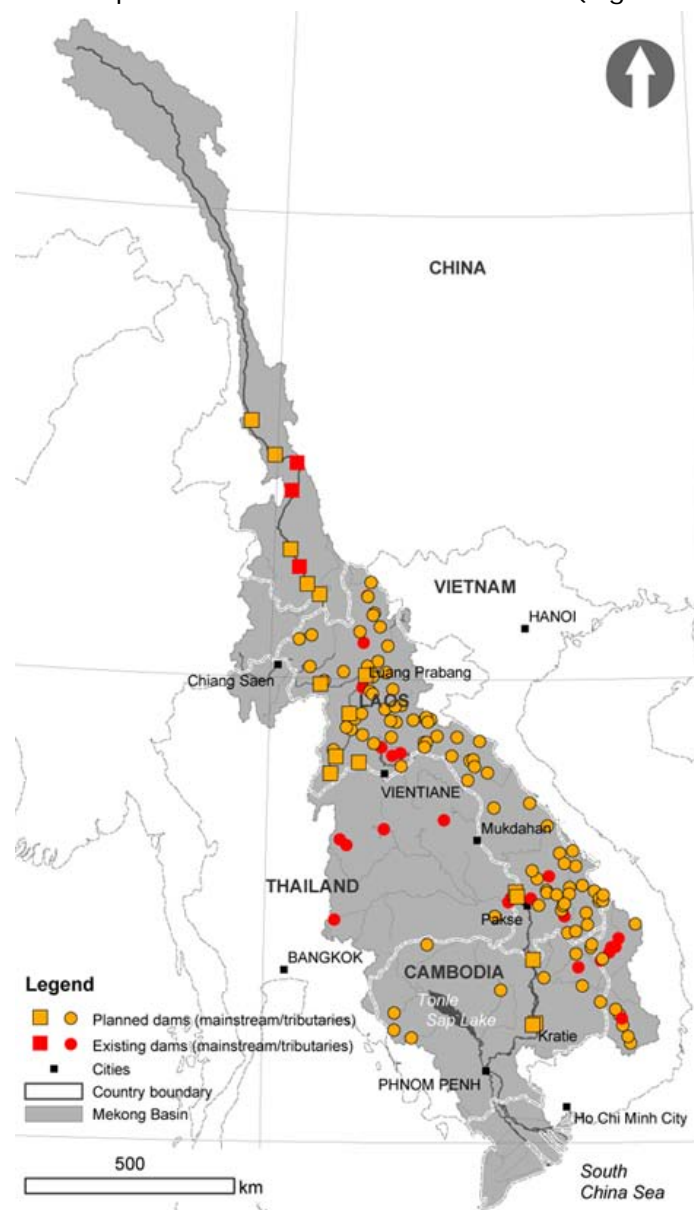 CHINA
VIETNAM
HANOI
Chiang Saen
Luang Prabang
LAOS
VIENTIANE
Mukdahan
THAILAND
Pakse
BANGKOK
CAMBODIA
Tonle
Sap Lake
Kratie
PHNOM PENH
Ho Chi Minh City
South
China Sea
Legend
Planned dams (mainstream/tributaries)
Existing dams (mainstream/tributaries)
Cities
Country boundary
Mekong Basin
500
km